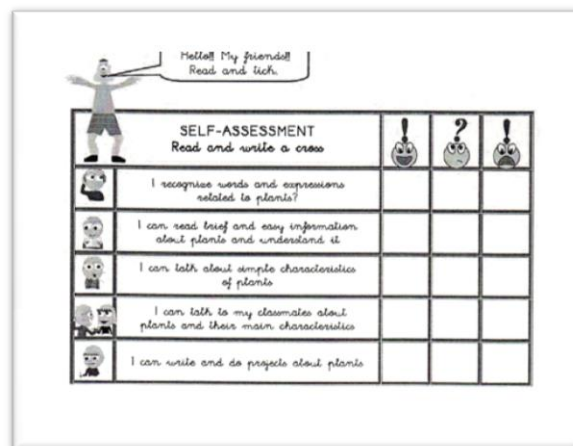 Hello!! My friends!!
Read and tick.
SELF-ASSESSMENT
Read and write a cross
! ? !
I recognise words and expressions
related to plants?
I can read brief and easy information
about plants and understand it
I can talk about simple characteristics
of plants
I can talk to my classmates about
plants and their main characteristics
I can write and do projects about plants